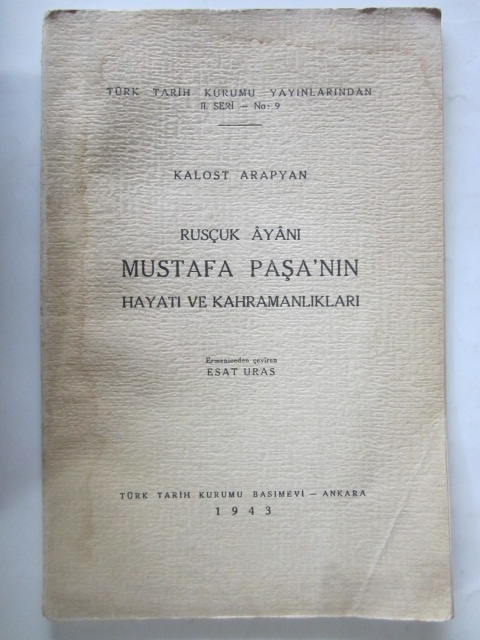 TÜRK TARİH KURUMU YAYINLARINDAN
II. SERİ — No: 9
KALOST ARAPYAN
RUSÇUK ÂYÂNI
MUSTAFA PAŞA'NIN
HAYATI VE KAHRAMANLIKLARI
Ermeniceden çeviren
ESAT URAS
TÜRK TARİH KURUMU BASIMEVİ — ANKARA
1943